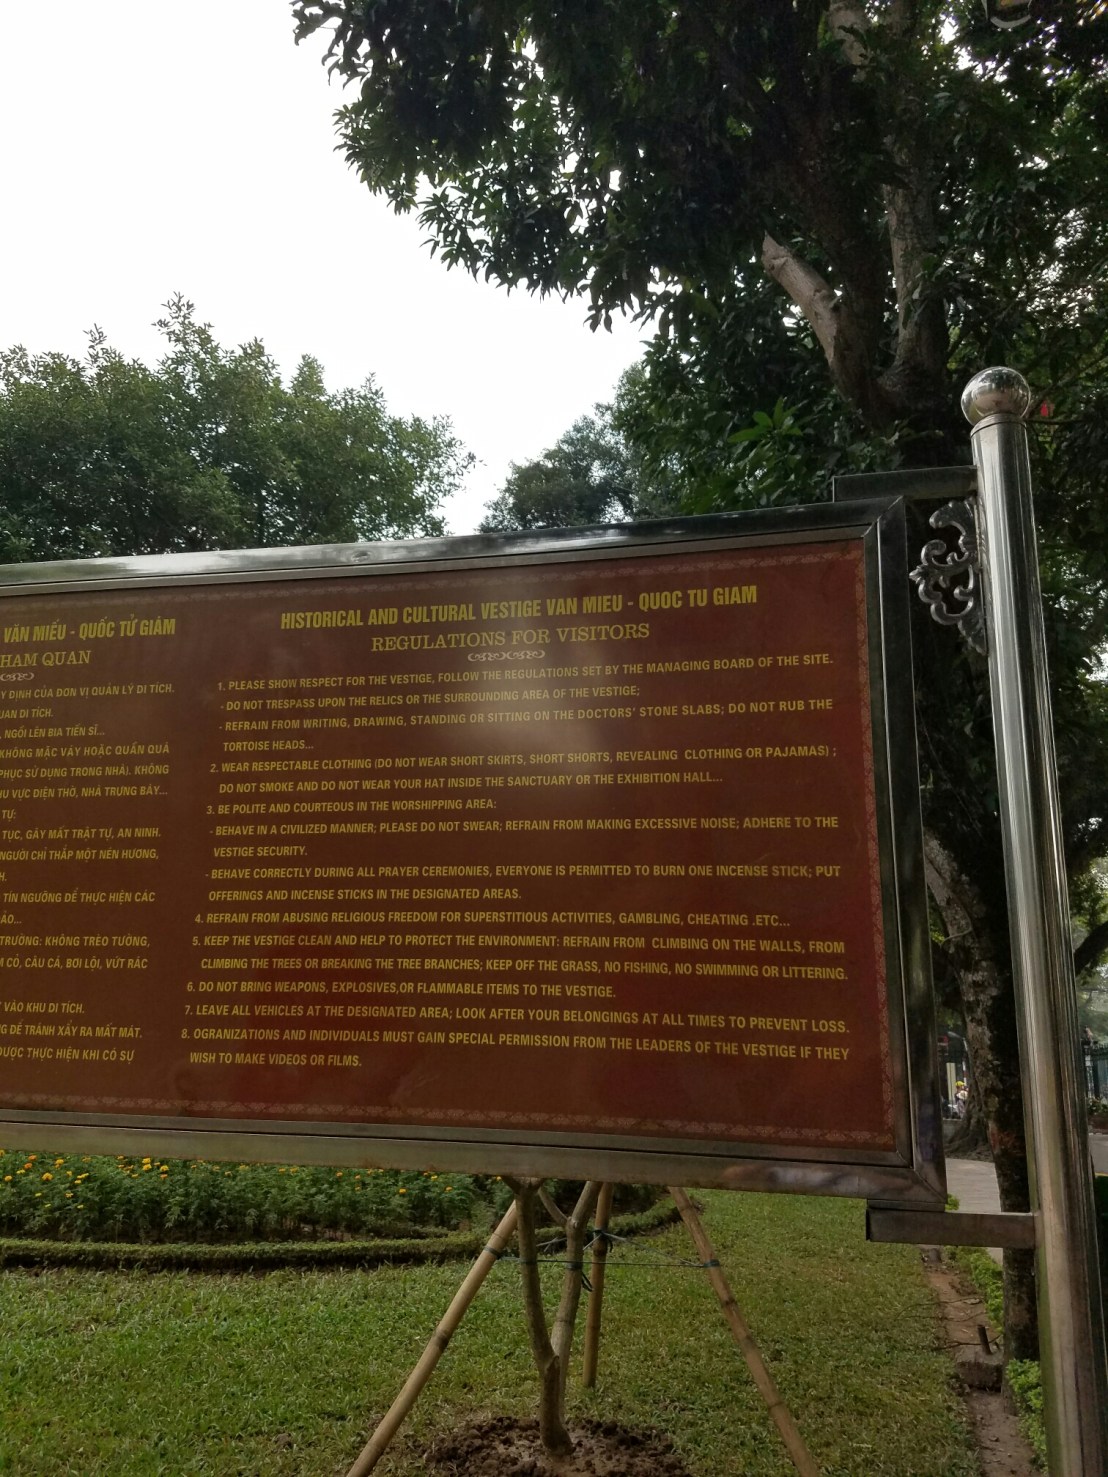 VĂN MIẾU - QUỐC TỬ GIÁM
HAM QUAN
Y ĐỊNH CỦA ĐƠN VỊ QUẢN LÝ DI TÍCH.
UAN DI TÍCH.
, NGỒI LÊN BIA TIẾN SĨ...
KHÔNG MẶC VÁY HOẶC QUẦN QUÁ
PHỤC SỬ DỤNG TRONG NHÀ). KHÔNG
HU VỰC ĐIỆN THỜ, NHÀ TRƯNG BÀY...
TỰ:
TỤC, GÂY MẤT TRẬT TỰ, AN NINH.
NGƯỜI CHỈ THẮP MỘT NÉN HƯƠNG,
H.
TÍN NGƯỠNG ĐỂ THỰC HIỆN CÁC
BẠO...
TRƯỜNG: KHÔNG TRÈO TƯỜNG,
M CỎ, CÂU CÁ, BƠI LỘI, VỨT RÁC
VÀO KHU DI TÍCH.
NG ĐỂ TRÁNH XẨY RA MẤT MÁT.
ĐƯỢC THỰC HIỆN KHI CÓ SỰ
HISTORICAL AND CULTURAL VESTIGE VAN MIEU - QUOC TU GIAM
REGULATIONS FOR VISITORS
1. PLEASE SHOW RESPECT FOR THE VESTIGE, FOLLOW THE REGULATIONS SET BY THE MANAGING BOARD OF THE SITE.
- DO NOT TRESPASS UPON THE RELICS OR THE SURROUNDING AREA OF THE VESTIGE;
- REFRAIN FROM WRITING, DRAWING, STANDING OR SITTING ON THE DOCTORS' STONE SLABS; DO NOT RUB THE
TORTOISE HEADS...
2. WEAR RESPECTABLE CLOTHING (DO NOT WEAR SHORT SKIRTS, SHORT SHORTS, REVEALING CLOTHING OR PAJAMAS) ;
DO NOT SMOKE AND DO NOT WEAR YOUR HAT INSIDE THE SANCTUARY OR THE EXHIBITION HALL...
3. BE POLITE AND COURTEOUS IN THE WORSHIPPING AREA:
- BEHAVE IN A CIVILIZED MANNER; PLEASE DO NOT SWEAR; REFRAIN FROM MAKING EXCESSIVE NOISE; ADHERE TO THE
VESTIGE SECURITY.
- BEHAVE CORRECTLY DURING ALL PRAYER CEREMONIES, EVERYONE IS PERMITTED TO BURN ONE INCENSE STICK; PUT
OFFERINGS AND INCENSE STICKS IN THE DESIGNATED AREAS.
4. REFRAIN FROM ABUSING RELIGIOUS FREEDOM FOR SUPERSTITIOUS ACTIVITIES, GAMBLING, CHEATING .ETC...
5. KEEP THE VESTIGE CLEAN AND HELP TO PROTECT THE ENVIRONMENT: REFRAIN FROM CLIMBING ON THE WALLS, FROM
CLIMBING THE TREES OR BREAKING THE TREE BRANCHES; KEEP OFF THE GRASS, NO FISHING, NO SWIMMING OR LITTERING.
6. DO NOT BRING WEAPONS, EXPLOSIVES,OR FLAMMABLE ITEMS TO THE VESTIGE.
7. LEAVE ALL VEHICLES AT THE DESIGNATED AREA; LOOK AFTER YOUR BELONGINGS AT ALL TIMES TO PREVENT LOSS.
8. OGRANIZATIONS AND INDIVIDUALS MUST GAIN SPECIAL PERMISSION FROM THE LEADERS OF THE VESTIGE IF THEY
WISH TO MAKE VIDEOS OR FILMS.